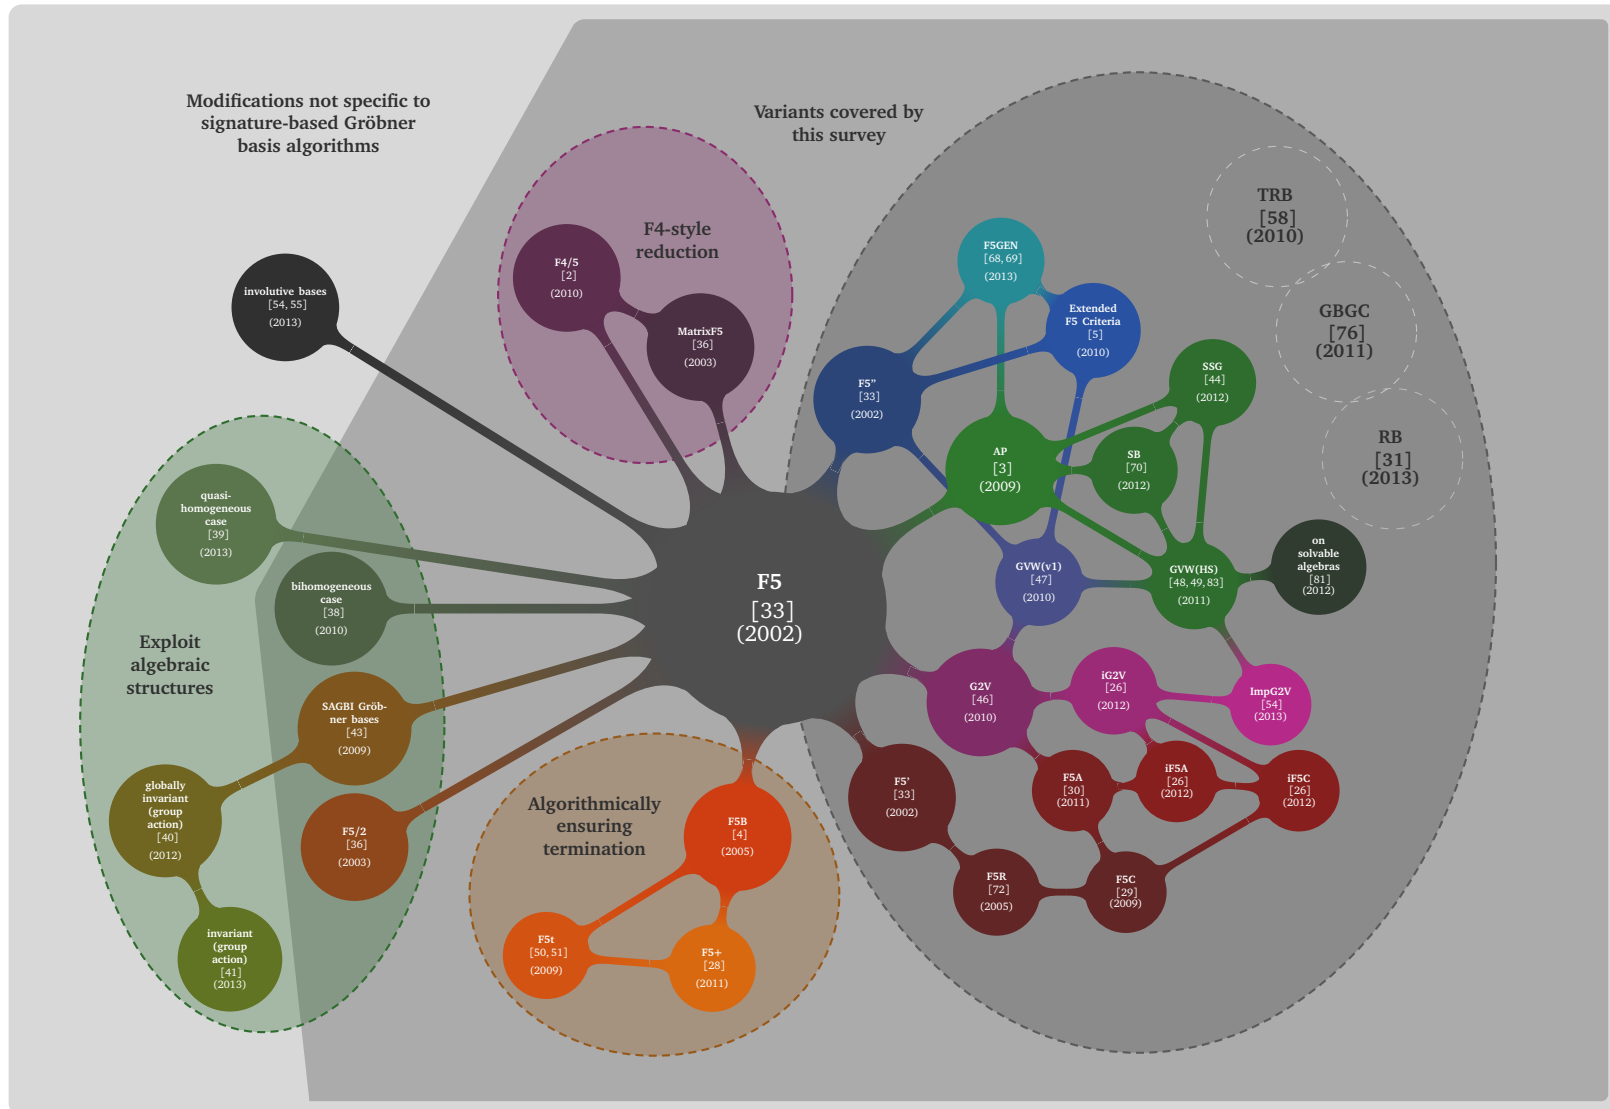 Modifications not specific to
signature-based Gröbner
basis algorithms
Variants covered by
this survey
F4-style
reduction
F4/5
[2]
(2010)
MatrixF5
[36]
(2003)
involutive bases
[54, 55]
(2013)
quasi-
homogeneous
case
[39]
(2013)
bihomogeneous
case
[38]
(2010)
Exploit
algebraic
structures
SAGBI Gröb-
ner bases
[43]
(2009)
globally
invariant
(group
action)
[40]
(2012)
F5/2
[36]
(2003)
invariant
(group
action)
[41]
(2013)
F5
[33]
(2002)
Algorithmically
ensuring
termination
F5B
[4]
(2005)
F5t
[50, 51]
(2009)
F5+
[28]
(2011)
TRB
[58]
(2010)
GBGC
[76]
(2011)
RB
[31]
(2013)
F5GEN
[68, 69]
(2013)
Extended
F5 Criteria
[5]
(2010)
F5”
[33]
(2002)
SSG
[44]
(2012)
AP
[3]
(2009)
SB
[70]
(2012)
GVW(v1)
[47]
(2010)
GVW(HS)
[48, 49, 83]
(2011)
on
solvable
algebras
[81]
(2012)
G2V
[46]
(2010)
iG2V
[26]
(2012)
ImpG2V
[54]
(2013)
F5’
[33]
(2002)
F5A
[30]
(2011)
iF5A
[26]
(2012)
iF5C
[26]
(2012)
F5R
[72]
(2005)
F5C
[29]
(2009)